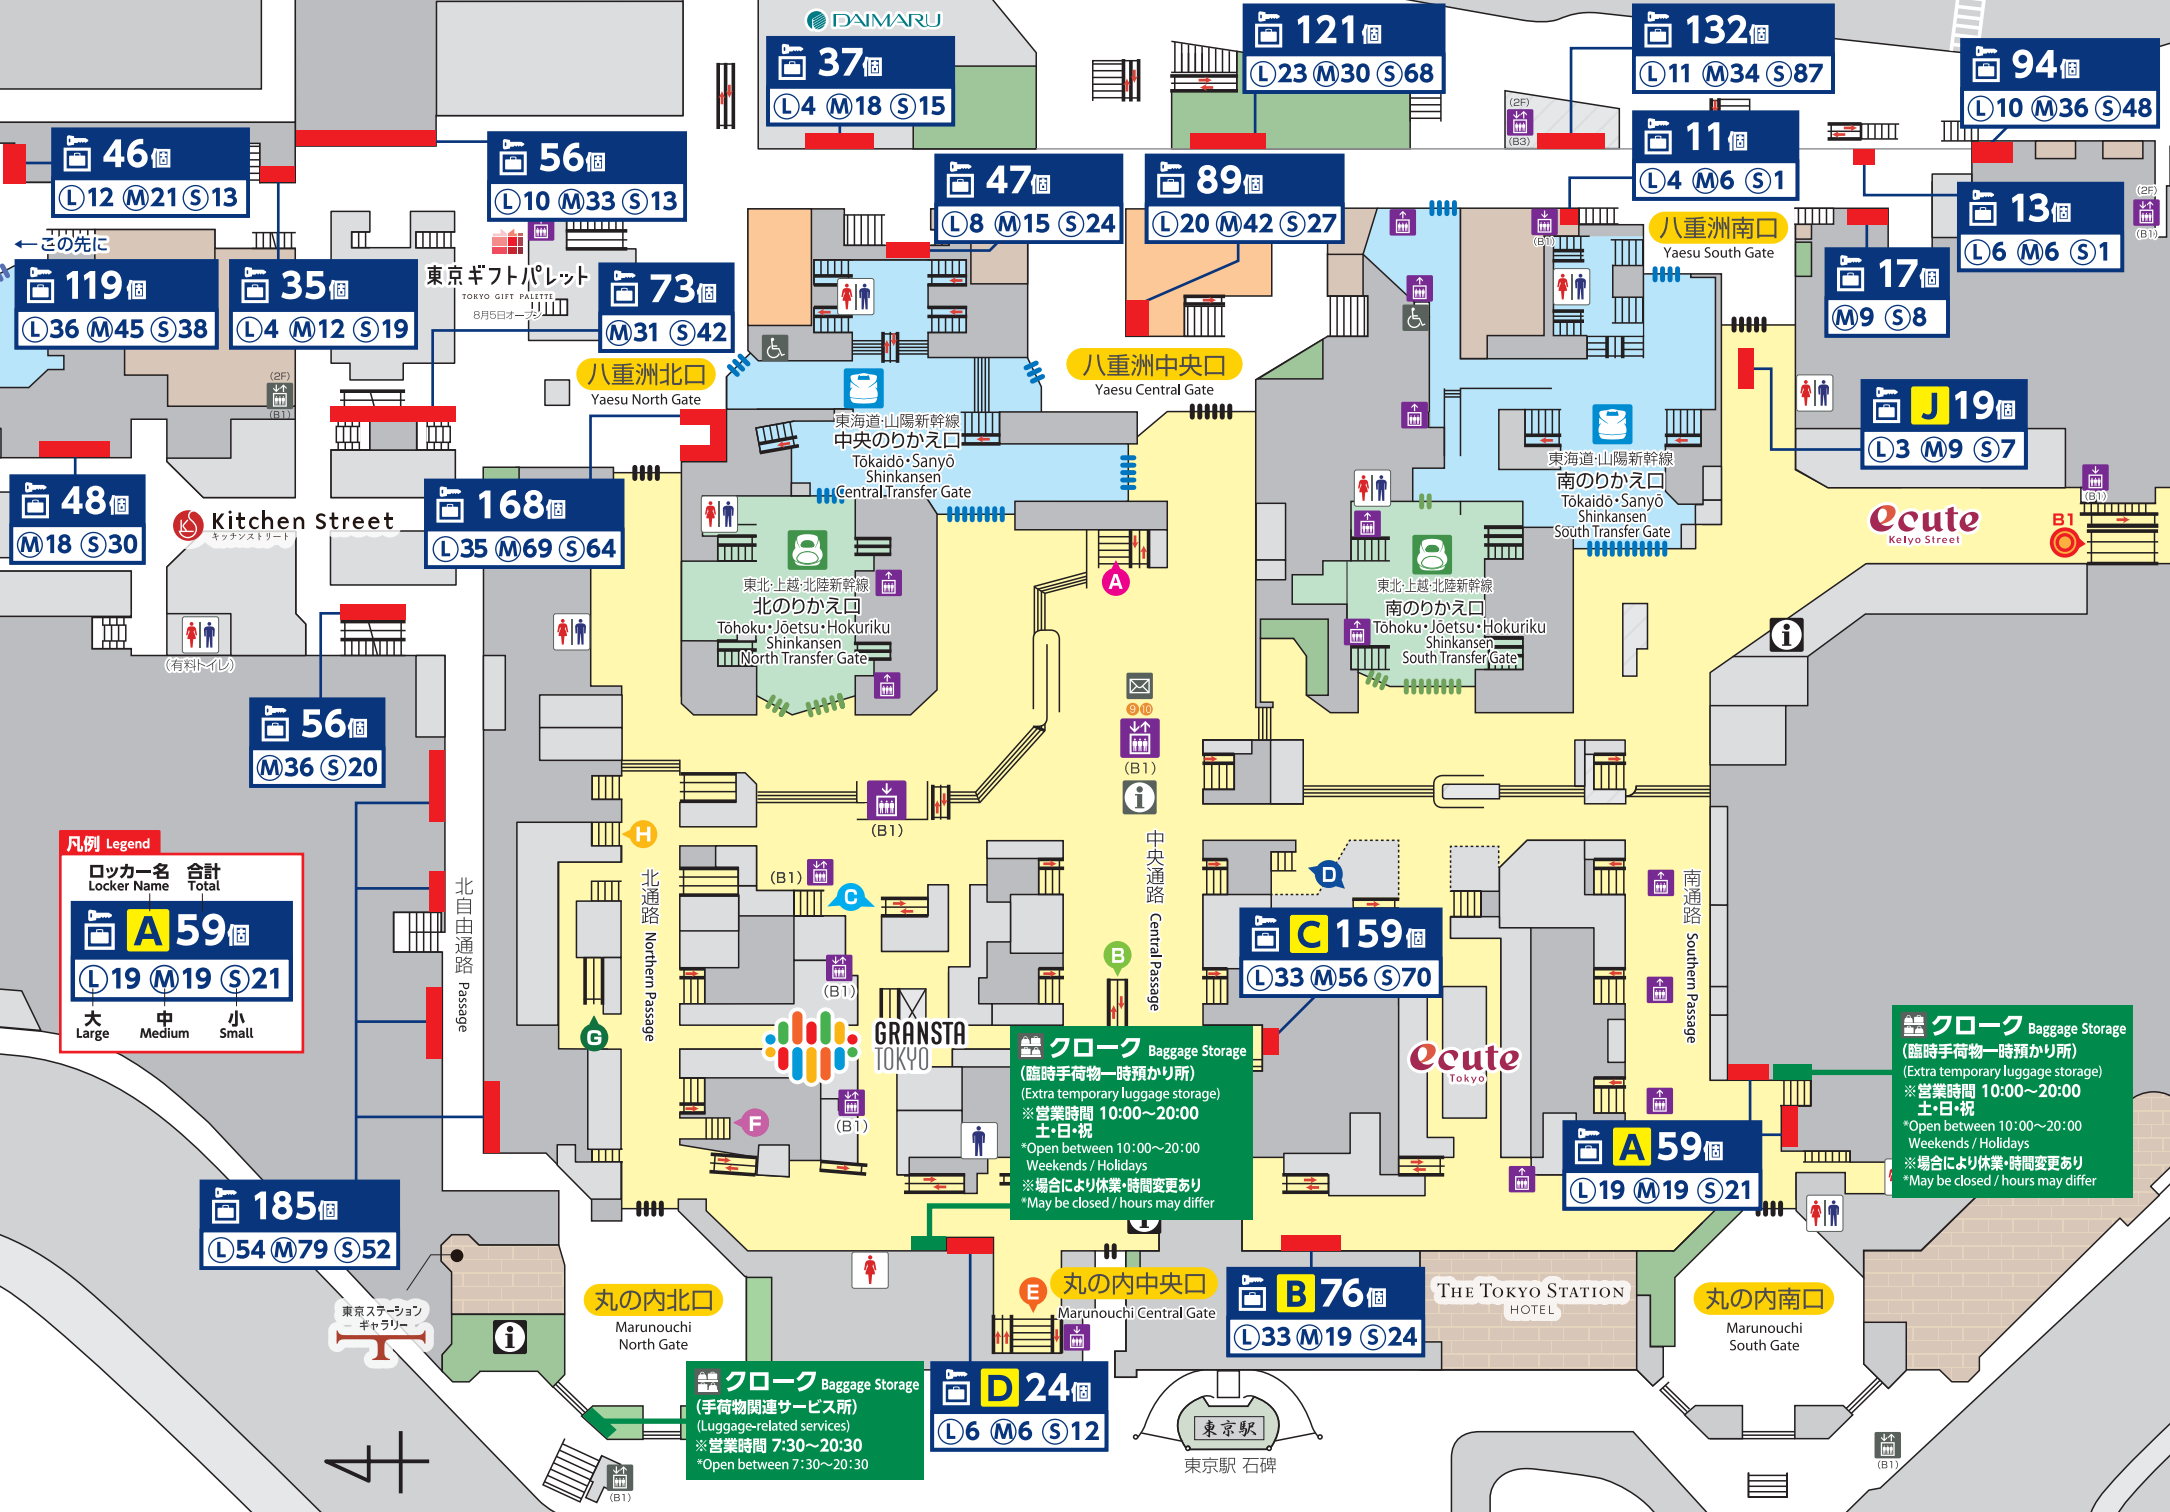 DAIMARU
37個
L4 M18 S15
121個
L23 M30 S68
132個
L11 M34 S87
94個
L10 M36 S48
46個
L12 M21 S13
56個
L10 M33 S13
47個
L8 M15 S24
89個
L20 M42 S27
(2F)
(B3)
11個
L4 M6 S1
(B1)
13個
L6 M6 S1
(2F)
(B1)
←この先に
119個
L36 M45 S38
35個
L4 M12 S19
東京ギフトパレット
TOKYO GIFT PALETTE
8月5日オープン
73個
M31 S42
八重洲南口
Yaesu South Gate
17個
M9 S8
(2F)
(B1)
八重洲北口
Yaesu North Gate
八重洲中央口
Yaesu Central Gate
J 19個
L3 M9 S7
東海道・山陽新幹線
中央のりかえ口
Tōkaidō・Sanyō
Shinkansen
Central Transfer Gate
東海道・山陽新幹線
南のりかえ口
Tōkaidō・Sanyō
Shinkansen
South Transfer Gate
48個
M18 S30
Kitchen Street
キッチンストリート
168個
L35 M69 S64
(B1)
ecute
Keiyo Street
B1
A
東北・上越・北陸新幹線
北のりかえ口
Tōhoku・Jōetsu・Hokuriku
Shinkansen
North Transfer Gate
東北・上越・北陸新幹線
南のりかえ口
Tōhoku・Jōetsu・Hokuriku
Shinkansen
South Transfer Gate
(有料トイレ)
56個
M36 S20
9 10
(B1)
(B1)
H
凡例 Legend
ロッカー名 合計
Locker Name Total
A 59個
L19 M19 S21
大 中 小
Large Medium Small
北自由通路 Passage
北通路 Northern Passage
中央通路 Central Passage
南通路 Southern Passage
(B1)
C
D
B
C 159個
L33 M56 S70
(B1)
G
GRANSTA
TOKYO
クローク Baggage Storage
(臨時手荷物一時預かり所)
(Extra temporary luggage storage)
※営業時間 10:00～20:00
土・日・祝
*Open between 10:00～20:00
Weekends / Holidays
※場合により休業・時間変更あり
*May be closed / hours may differ
ecute
Tokyo
クローク Baggage Storage
(臨時手荷物一時預かり所)
(Extra temporary luggage storage)
※営業時間 10:00～20:00
土・日・祝
*Open between 10:00～20:00
Weekends / Holidays
※場合により休業・時間変更あり
*May be closed / hours may differ
F
(B1)
A 59個
L19 M19 S21
185個
L54 M79 S52
東京ステーション
ギャラリー
丸の内北口
Marunouchi
North Gate
E
丸の内中央口
Marunouchi Central Gate
B 76個
L33 M19 S24
THE TOKYO STATION
HOTEL
丸の内南口
Marunouchi
South Gate
クローク Baggage Storage
(手荷物関連サービス所)
(Luggage-related services)
※営業時間 7:30～20:30
*Open between 7:30～20:30
D 24個
L6 M6 S12
東京駅
東京駅 石碑
(B1)
(B1)